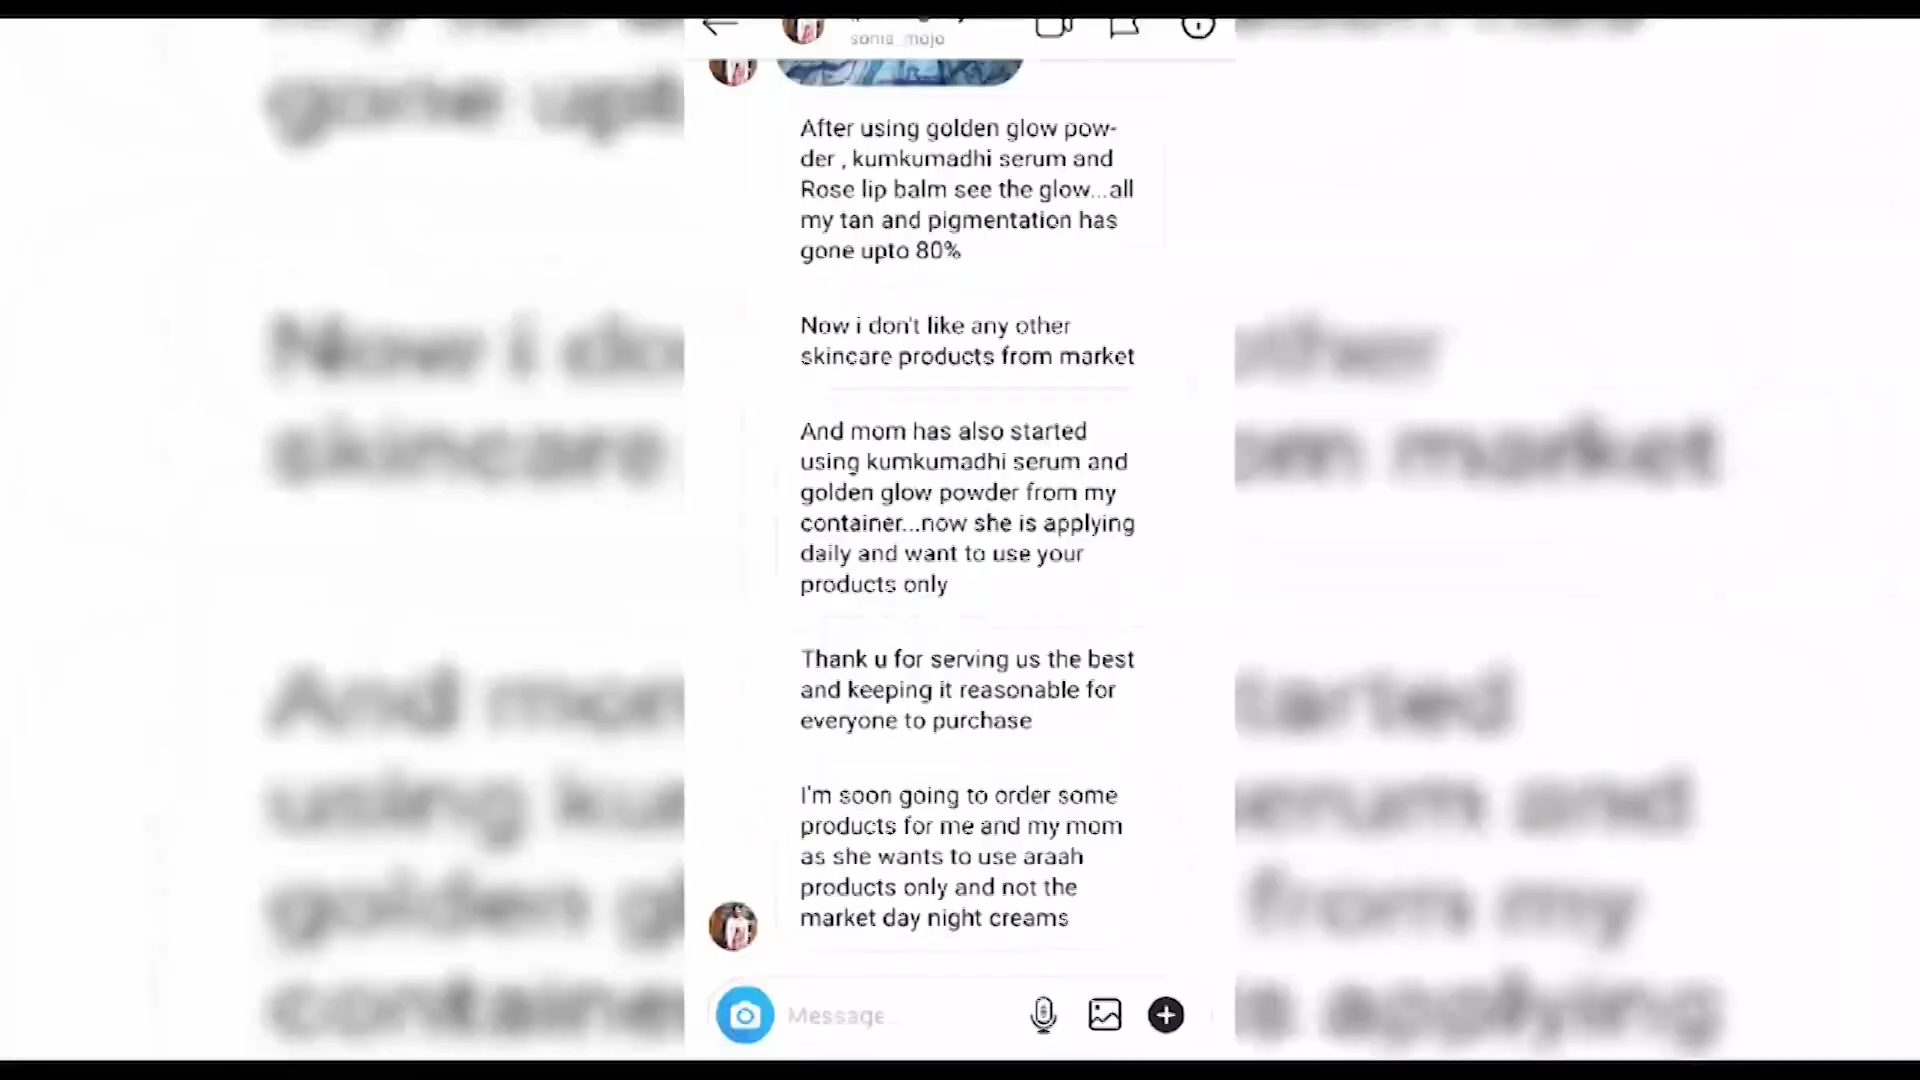 sonia_mojo
After using golden glow pow-
der , kumkumadhi serum and
Rose lip balm see the glow...all
my tan and pigmentation has
gone upto 80%
Now i don't like any other
skincare products from market
And mom has also started
using kumkumadhi serum and
golden glow powder from my
container...now she is applying
daily and want to use your
products only
Thank u for serving us the best
and keeping it reasonable for
everyone to purchase
I'm soon going to order some
products for me and my mom
as she wants to use araah
products only and not the
market day night creams
Message...